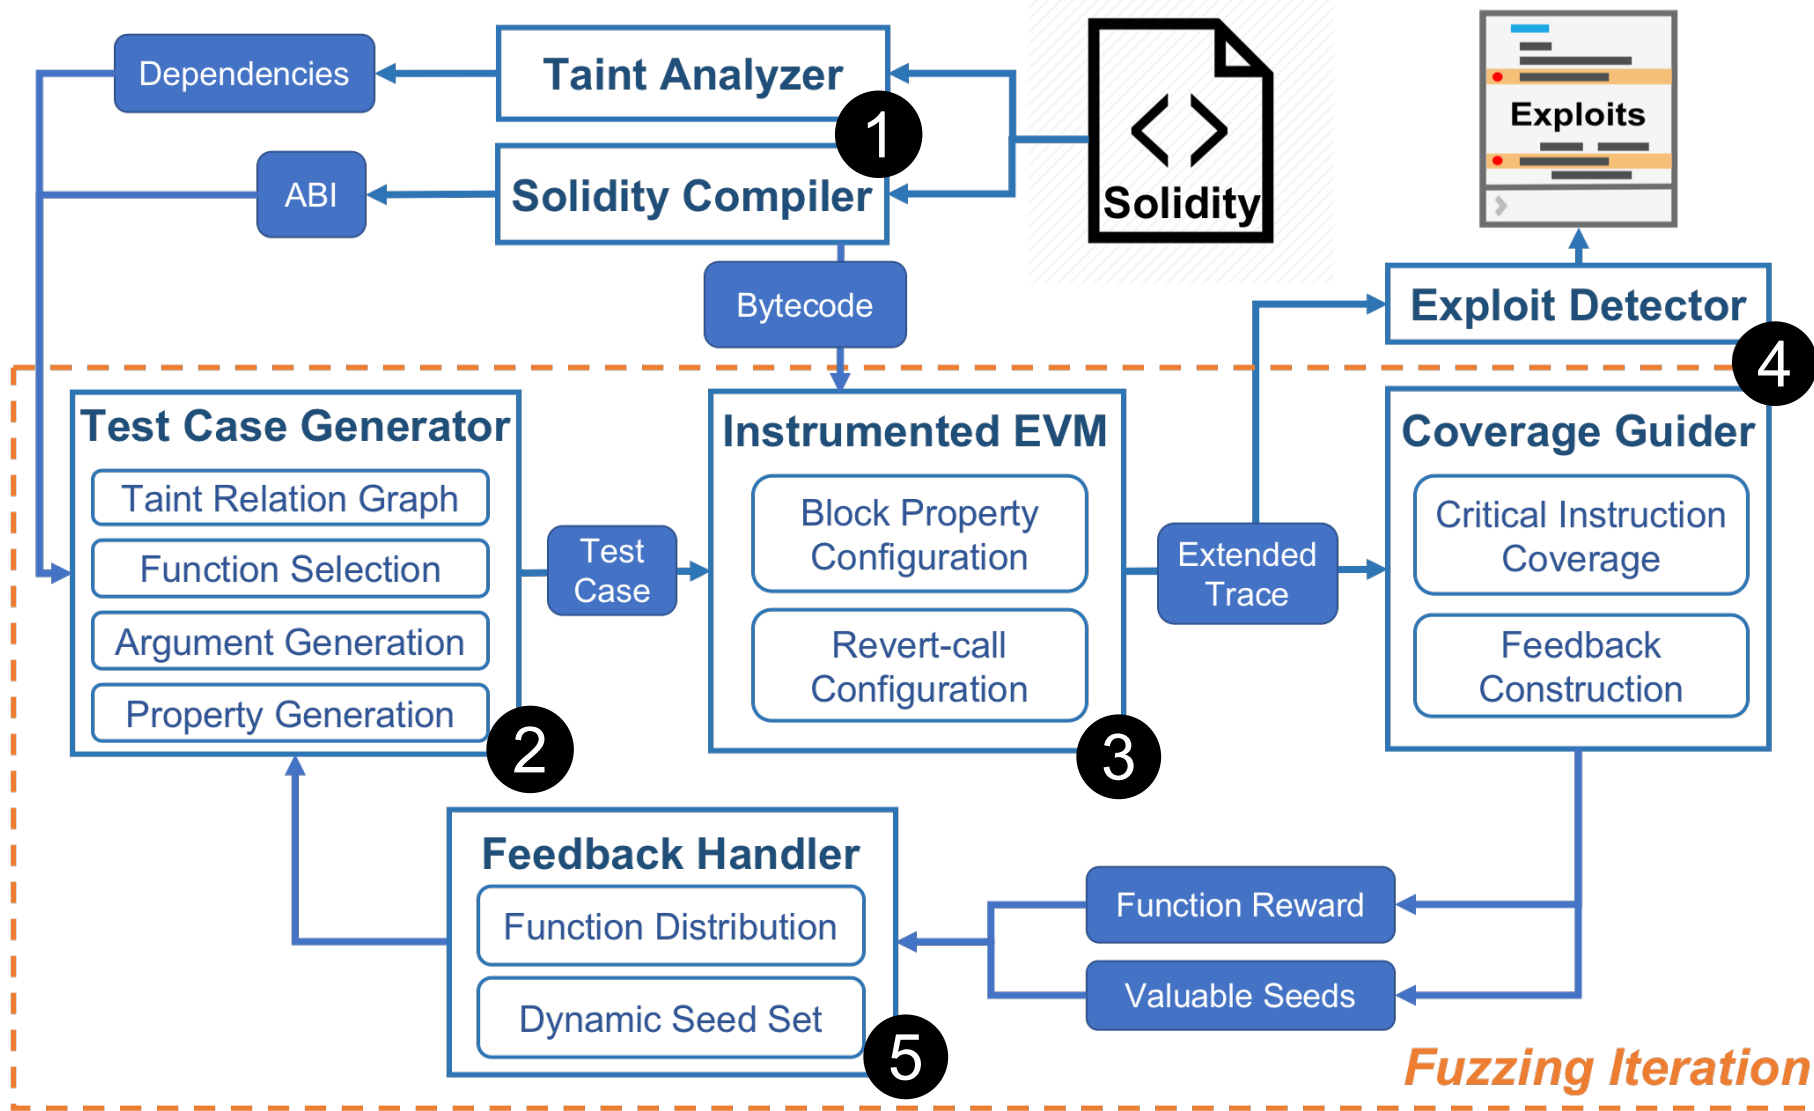 Dependencies
Taint Analyzer
1
ABI
Solidity Compiler
<>
Solidity
Exploits
Bytecode
Exploit Detector
4
Test Case Generator
Taint Relation Graph
Function Selection
Argument Generation
Property Generation
2
Test
Case
Instrumented EVM
Block Property
Configuration
Revert-call
Configuration
3
Extended
Trace
Coverage Guider
Critical Instruction
Coverage
Feedback
Construction
Feedback Handler
Function Distribution
Dynamic Seed Set
5
Function Reward
Valuable Seeds
Fuzzing Iteration